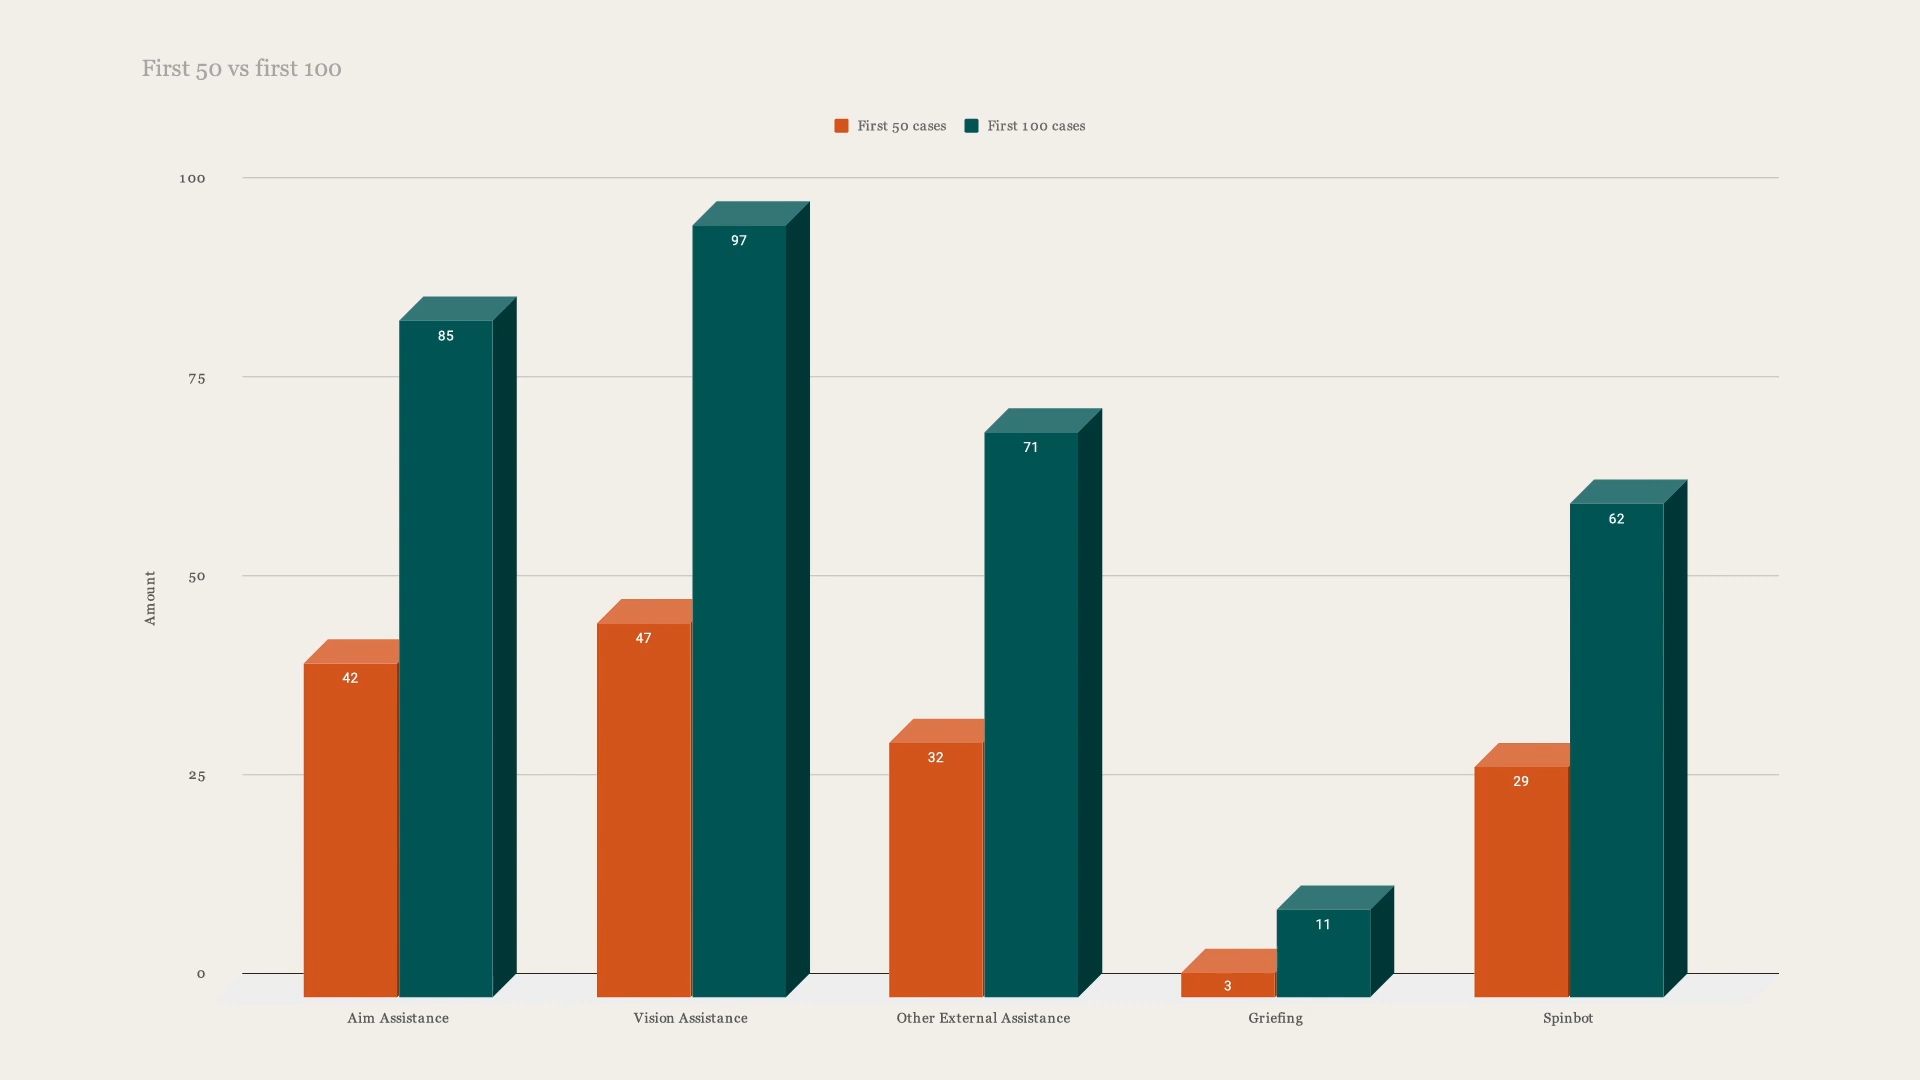 First 50 vs first 100
First 50 cases
First 100 cases
100
75
50
25
0
Amount
42
85
47
97
32
71
3
11
29
62
Aim Assistance
Vision Assistance
Other External Assistance
Griefing
Spinbot